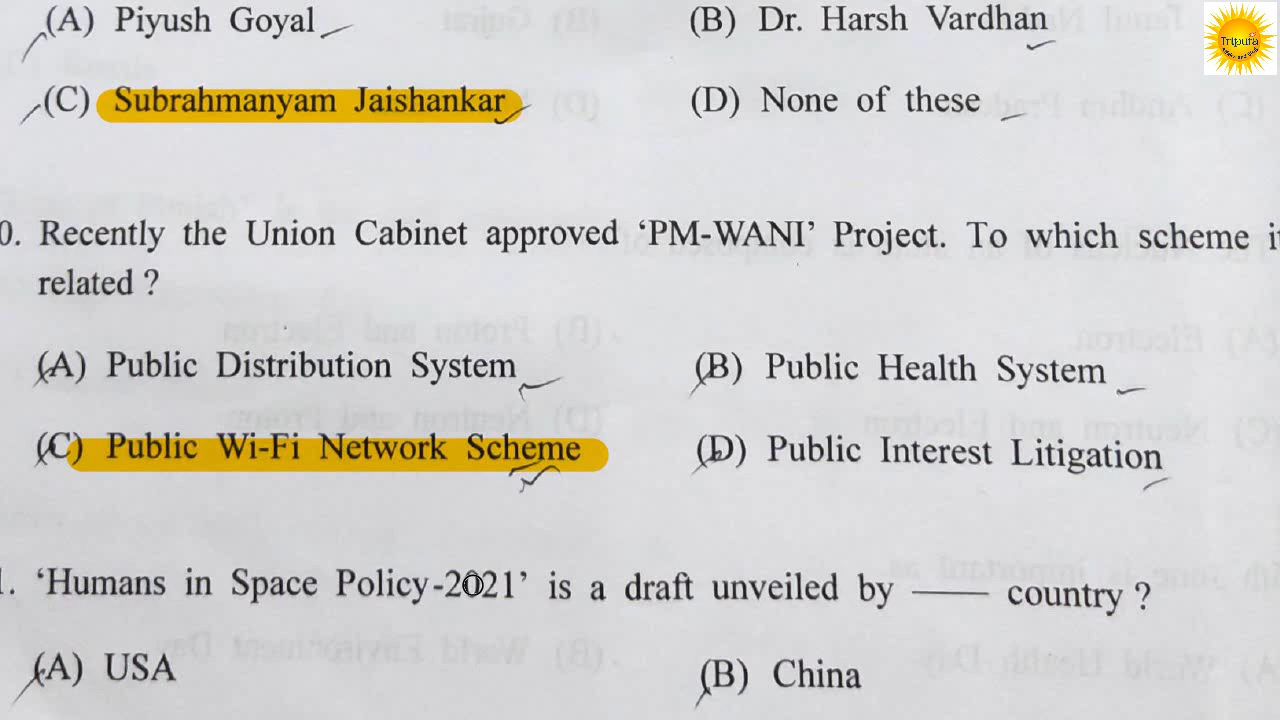 (A) Piyush Goyal (B) Dr. Harsh Vardhan
Tripura
(C) Subrahmanyam Jaishankar (D) None of these
0. Recently the Union Cabinet approved ‘PM-WANI’ Project. To which scheme it
related ?
(A) Public Distribution System (B) Public Health System
(C) Public Wi-Fi Network Scheme (D) Public Interest Litigation
1. ‘Humans in Space Policy-2021’ is a draft unveiled by —— country ?
(A) USA (B) China